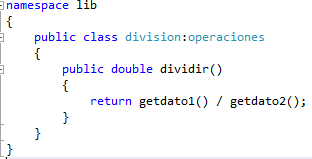 namespace lib
{
public class division:operaciones
{
public double dividir()
{
return getdato1() / getdato2();
}
}
}